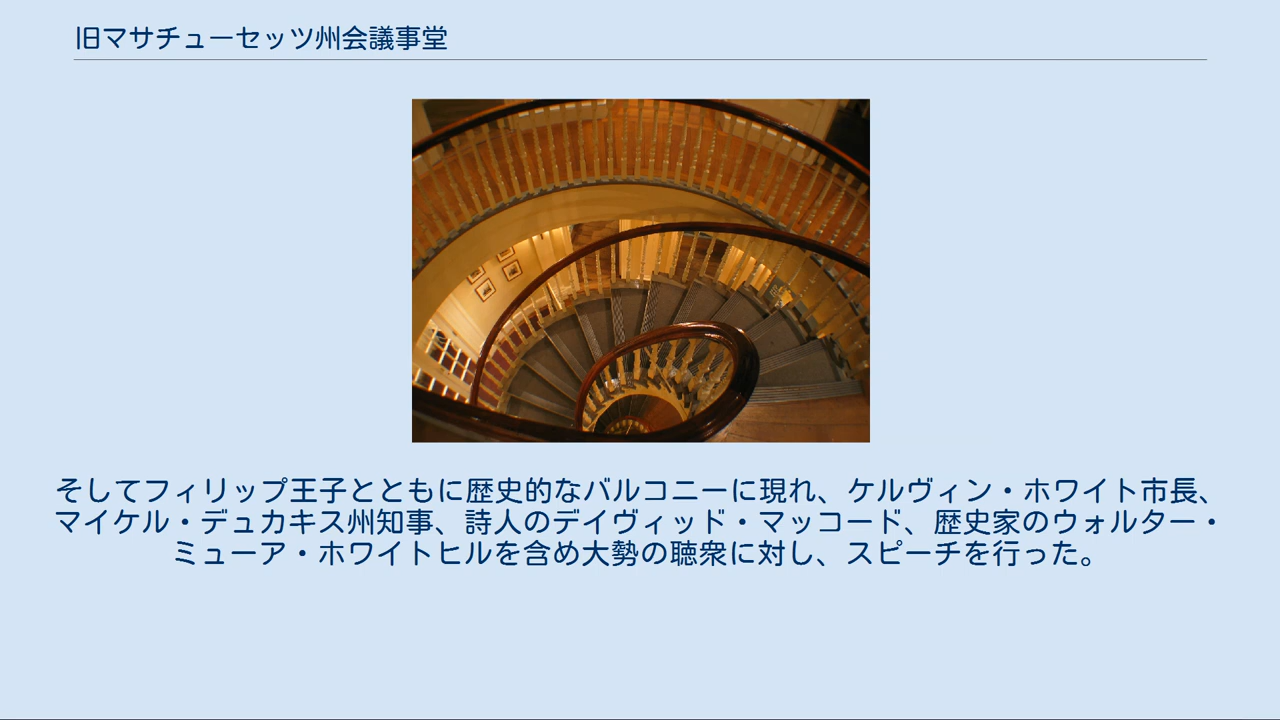 旧マサチューセッツ州会議事堂
そしてフィリップ王子とともに歴史的なバルコニーに現れ、ケルヴィン・ホワイト市長、
マイケル・デュカキス州知事、詩人のデイヴィッド・マッコード、歴史家のウォルター・
ミューア・ホワイトヒルを含め大勢の聴衆に対し、スピーチを行った。